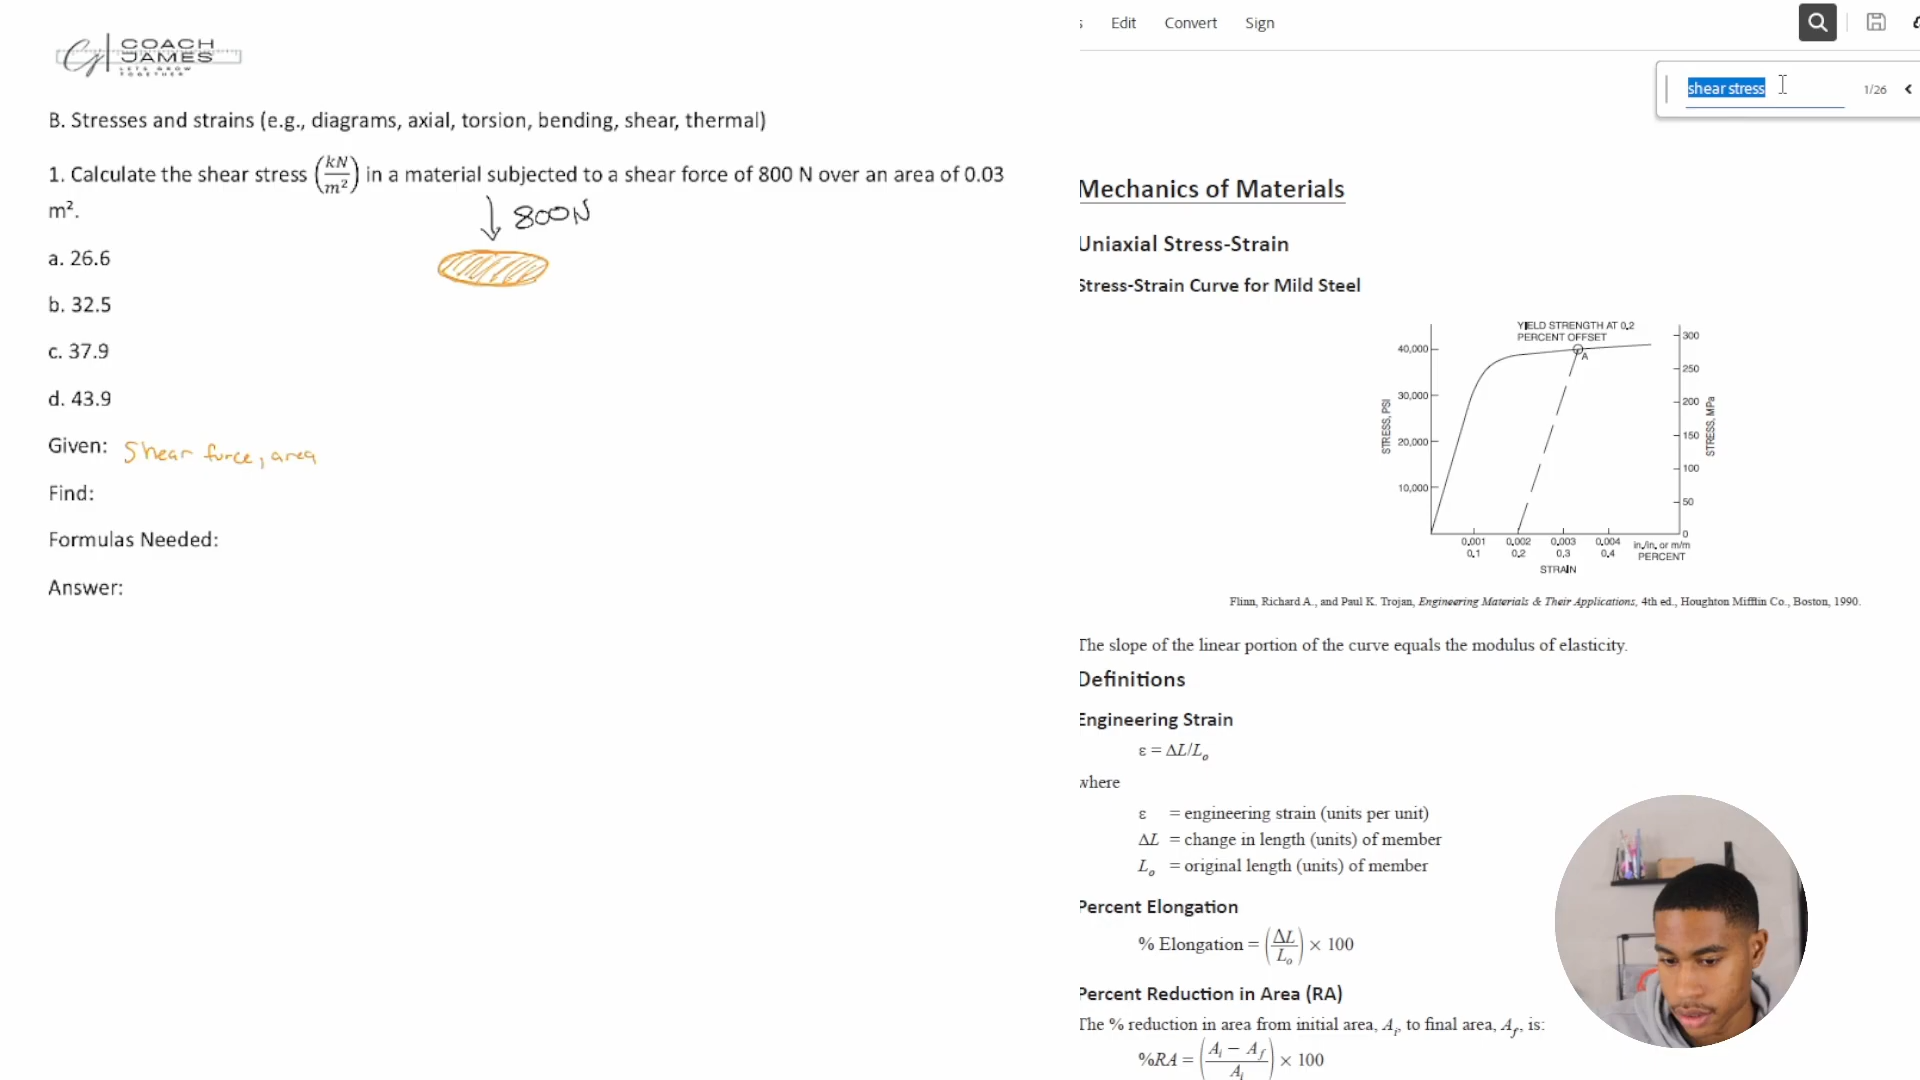 COACH
JAMES
LETS GROW
TOGETHER
B. Stresses and strains (e.g., diagrams, axial, torsion, bending, shear, thermal)
1. Calculate the shear stress (kN/m²) in a material subjected to a shear force of 800 N over an area of 0.03
m².
800N
a. 26.6
b. 32.5
c. 37.9
d. 43.9
Given: Shear force, area
Find:
Formulas Needed:
Answer:
s Edit Convert Sign
shear stress 1/26
Mechanics of Materials
Uniaxial Stress-Strain
Stress-Strain Curve for Mild Steel
YIELD STRENGTH AT 0.2
PERCENT OFFSET
A
STRESS, PSI
40,000
30,000
20,000
10,000
300
250
200
150
100
50
0
STRESS, MPa
0.001 0.002 0.003 0.004 in./in. or m/m
0.1 0.2 0.3 0.4 PERCENT
STRAIN
Flinn, Richard A., and Paul K. Trojan, Engineering Materials & Their Applications, 4th ed., Houghton Mifflin Co., Boston, 1990.
The slope of the linear portion of the curve equals the modulus of elasticity.
Definitions
Engineering Strain
ε = ΔL/Lo
where
ε = engineering strain (units per unit)
ΔL = change in length (units) of member
Lo = original length (units) of member
Percent Elongation
% Elongation = (ΔL/Lo) × 100
Percent Reduction in Area (RA)
The % reduction in area from initial area, Ai, to final area, Af, is:
%RA = ((Ai − Af)/Ai) × 100